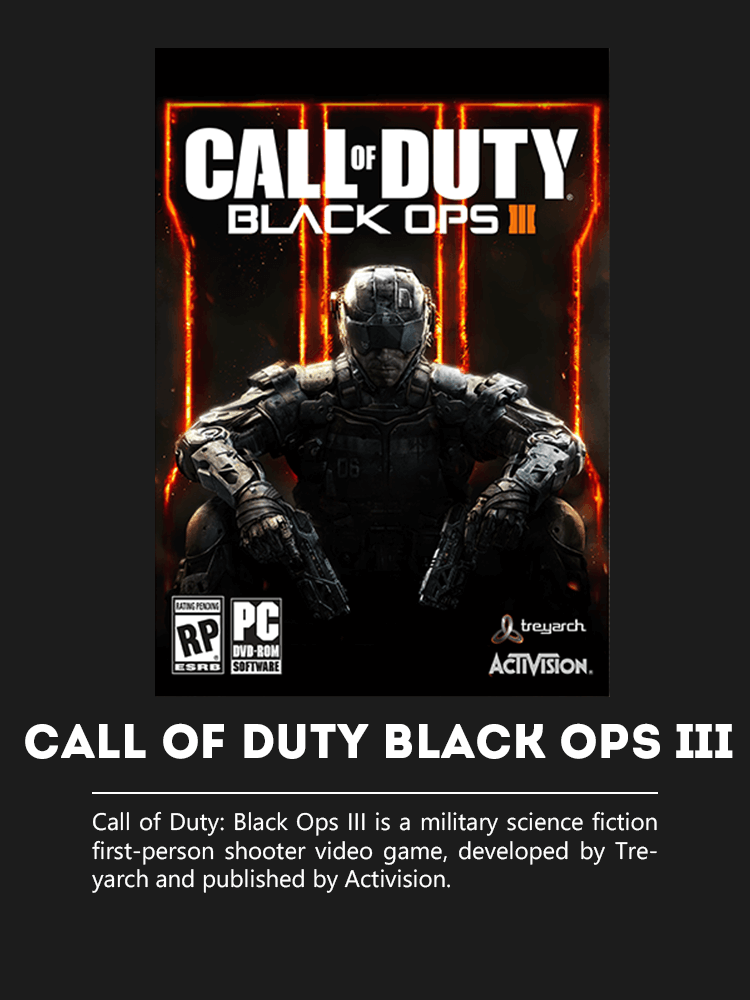 CALL OF DUTY
BLACK OPS III
06
RATING PENDING
RP
ESRB
PC
DVD-ROM
SOFTWARE
treyarch
ACTIVISION.
CALL OF DUTY BLACK OPS III
Call of Duty: Black Ops III is a military science fiction
first-person shooter video game, developed by Tre-
yarch and published by Activision.